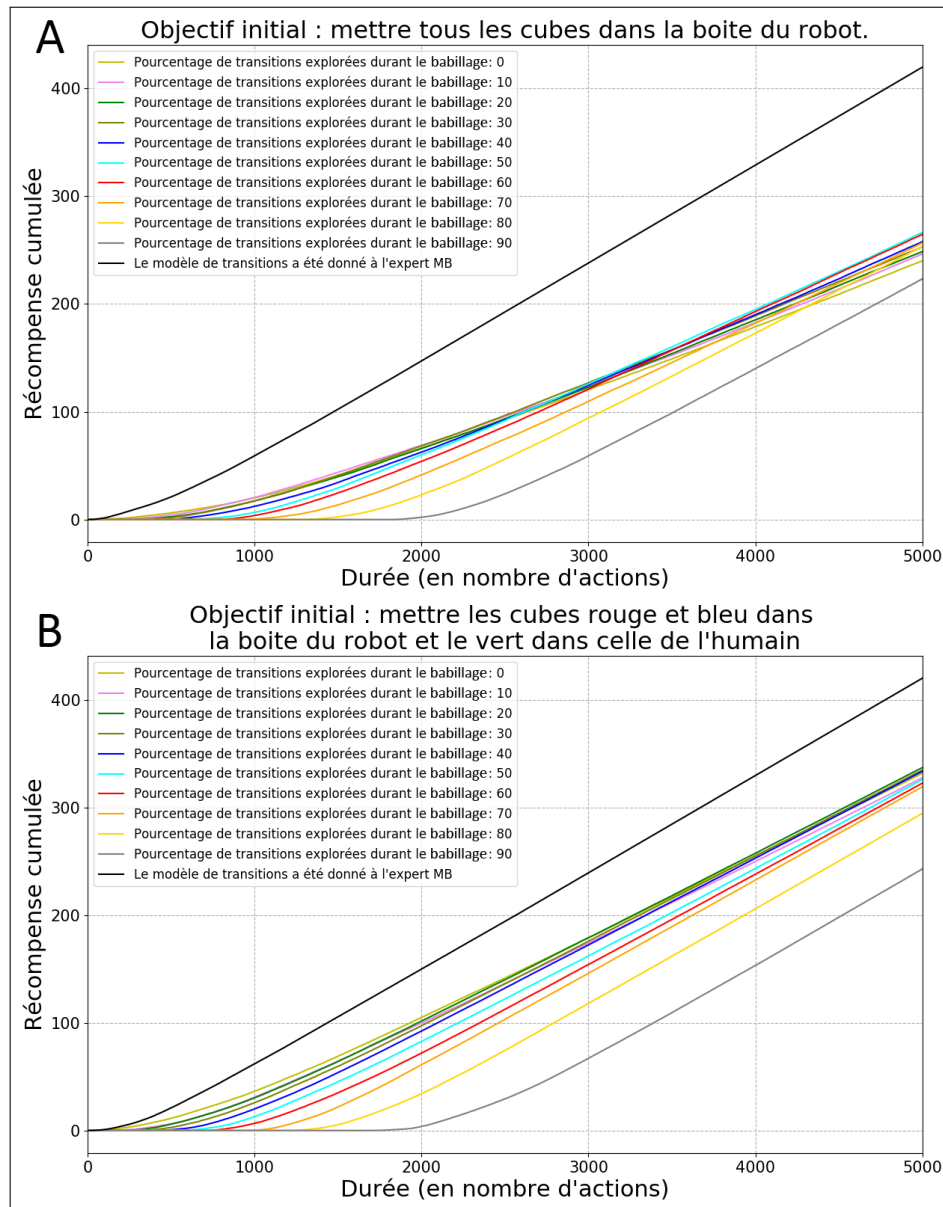 A
Objectif initial : mettre tous les cubes dans la boite du robot.
Pourcentage de transitions explorées durant le babillage: 0
Pourcentage de transitions explorées durant le babillage: 10
Pourcentage de transitions explorées durant le babillage: 20
Pourcentage de transitions explorées durant le babillage: 30
Pourcentage de transitions explorées durant le babillage: 40
Pourcentage de transitions explorées durant le babillage: 50
Pourcentage de transitions explorées durant le babillage: 60
Pourcentage de transitions explorées durant le babillage: 70
Pourcentage de transitions explorées durant le babillage: 80
Pourcentage de transitions explorées durant le babillage: 90
Le modèle de transitions a été donné à l'expert MB
Récompense cumulée
400
300
200
100
0
0 1000 2000 3000 4000 5000
Durée (en nombre d'actions)
B
Objectif initial : mettre les cubes rouge et bleu dans
la boite du robot et le vert dans celle de l'humain
Pourcentage de transitions explorées durant le babillage: 0
Pourcentage de transitions explorées durant le babillage: 10
Pourcentage de transitions explorées durant le babillage: 20
Pourcentage de transitions explorées durant le babillage: 30
Pourcentage de transitions explorées durant le babillage: 40
Pourcentage de transitions explorées durant le babillage: 50
Pourcentage de transitions explorées durant le babillage: 60
Pourcentage de transitions explorées durant le babillage: 70
Pourcentage de transitions explorées durant le babillage: 80
Pourcentage de transitions explorées durant le babillage: 90
Le modèle de transitions a été donné à l'expert MB
Récompense cumulée
400
300
200
100
0
0 1000 2000 3000 4000 5000
Durée (en nombre d'actions)